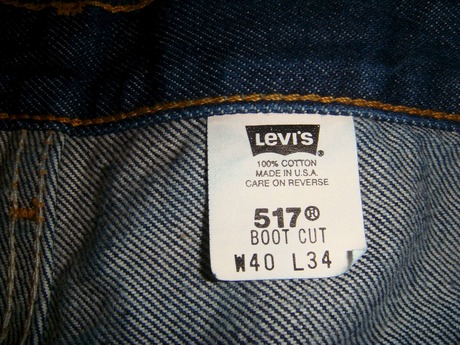 LEVI'S®
100% COTTON
MADE IN U.S.A.
CARE ON REVERSE
517®
BOOT CUT
W40 L34